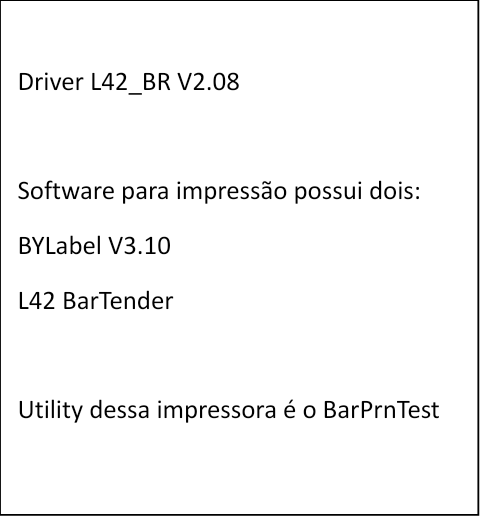 Driver L42_BR V2.08
Software para impressão possui dois:
BYLabel V3.10
L42 BarTender
Utility dessa impressora é o BarPrnTest